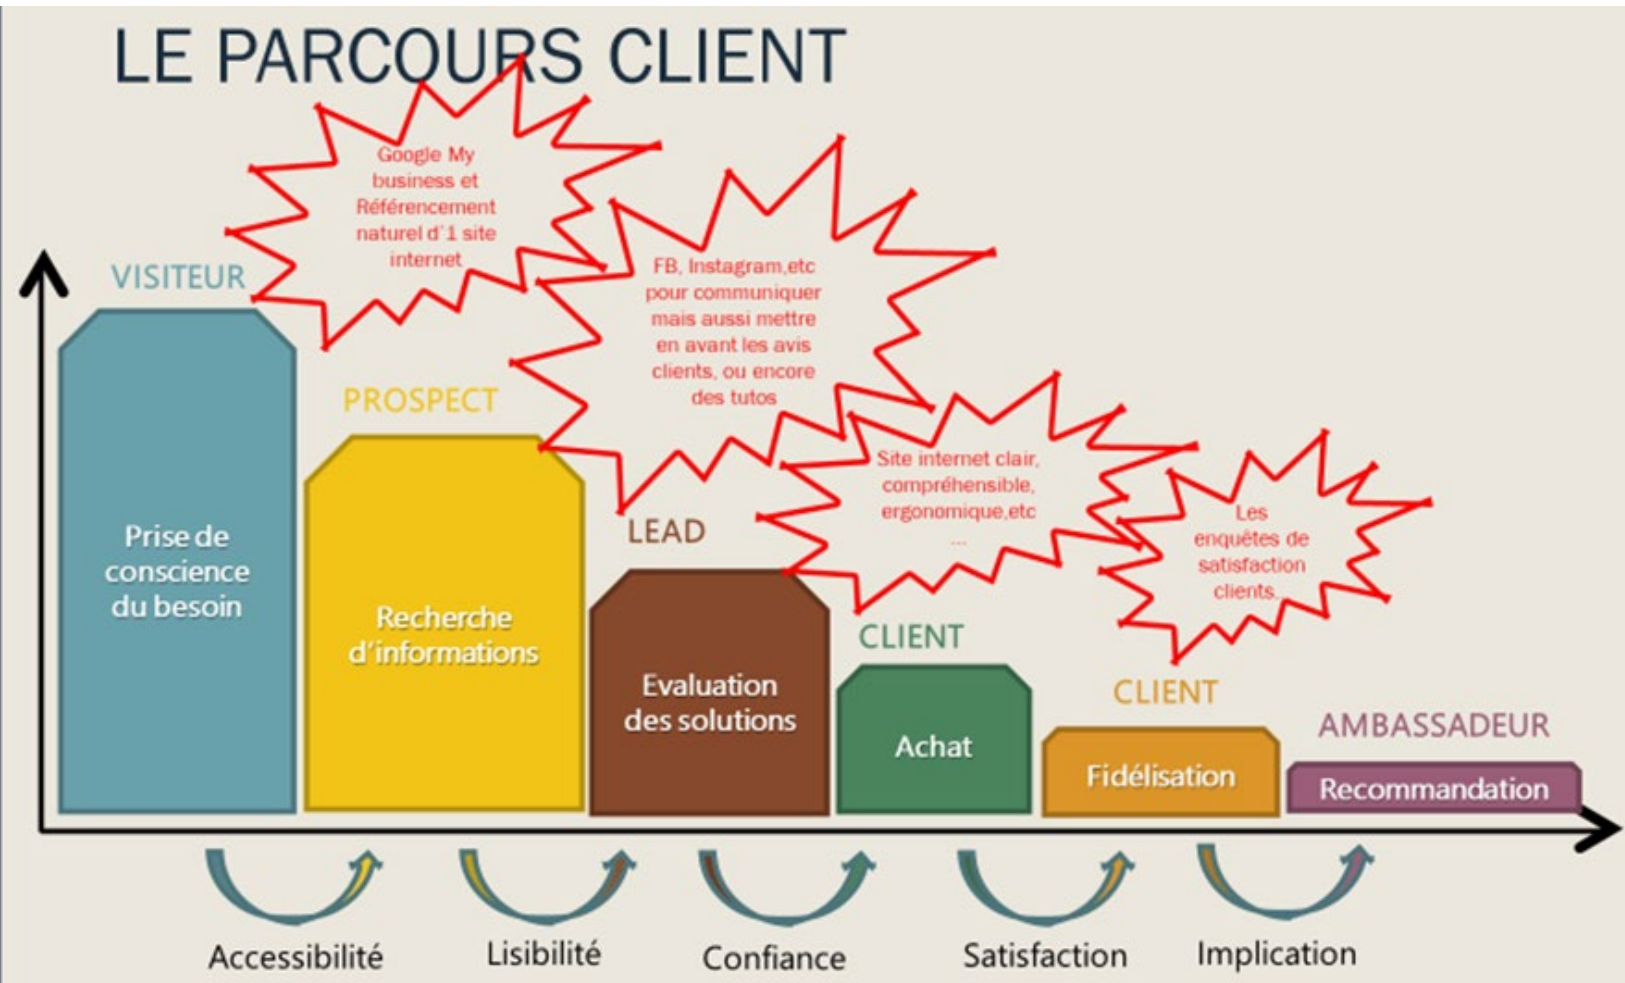 LE PARCOURS CLIENT
Google My
business et
Référencement
naturel d'1 site
internet
VISITEUR
FB, Instagram,etc
pour communiquer
mais aussi mettre
en avant les avis
clients, ou encore
des tutos
PROSPECT
Site internet clair,
compréhensible,
ergonomique,etc
...
Les
enquêtes de
satisfaction
clients..
LEAD
CLIENT
CLIENT
AMBASSADEUR
Prise de
conscience
du besoin
Recherche
d'informations
Evaluation
des solutions
Achat
Fidélisation
Recommandation
Accessibilité
Lisibilité
Confiance
Satisfaction
Implication